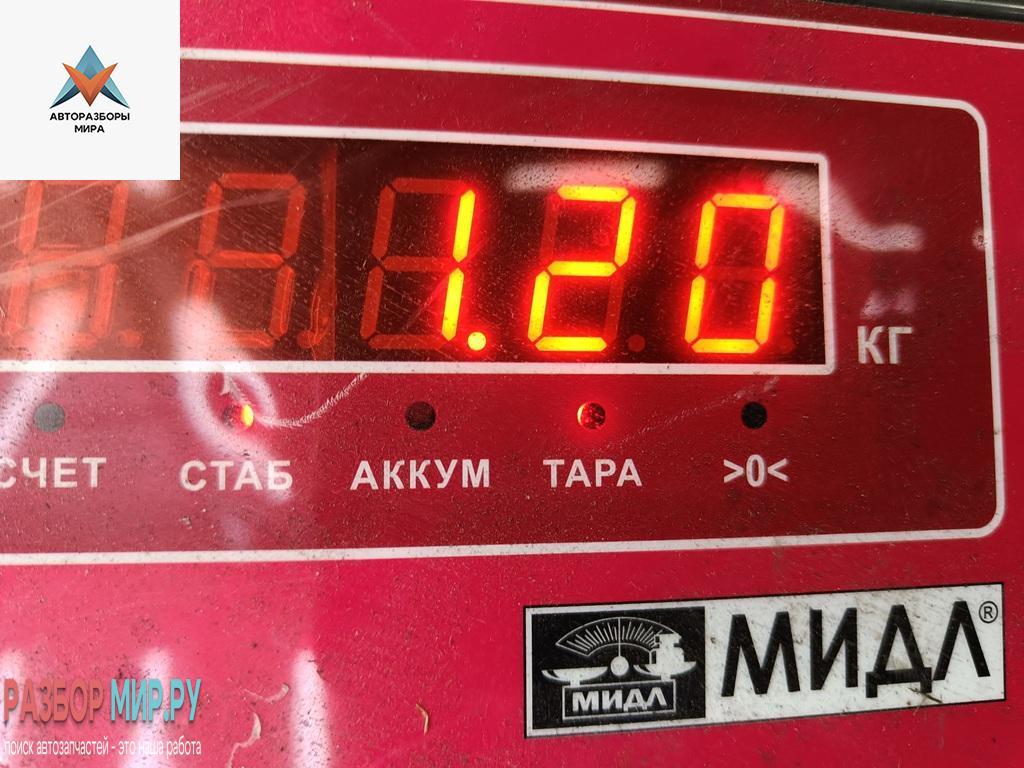 АВТОРАЗБОРЫ
МИРА
1.20
КГ
СЧЕТ СТАБ АККУМ ТАРА >0<
МИДЛ МИДЛ®
РАЗБОР МИР.РУ
поиск автозапчастей - это наша работа